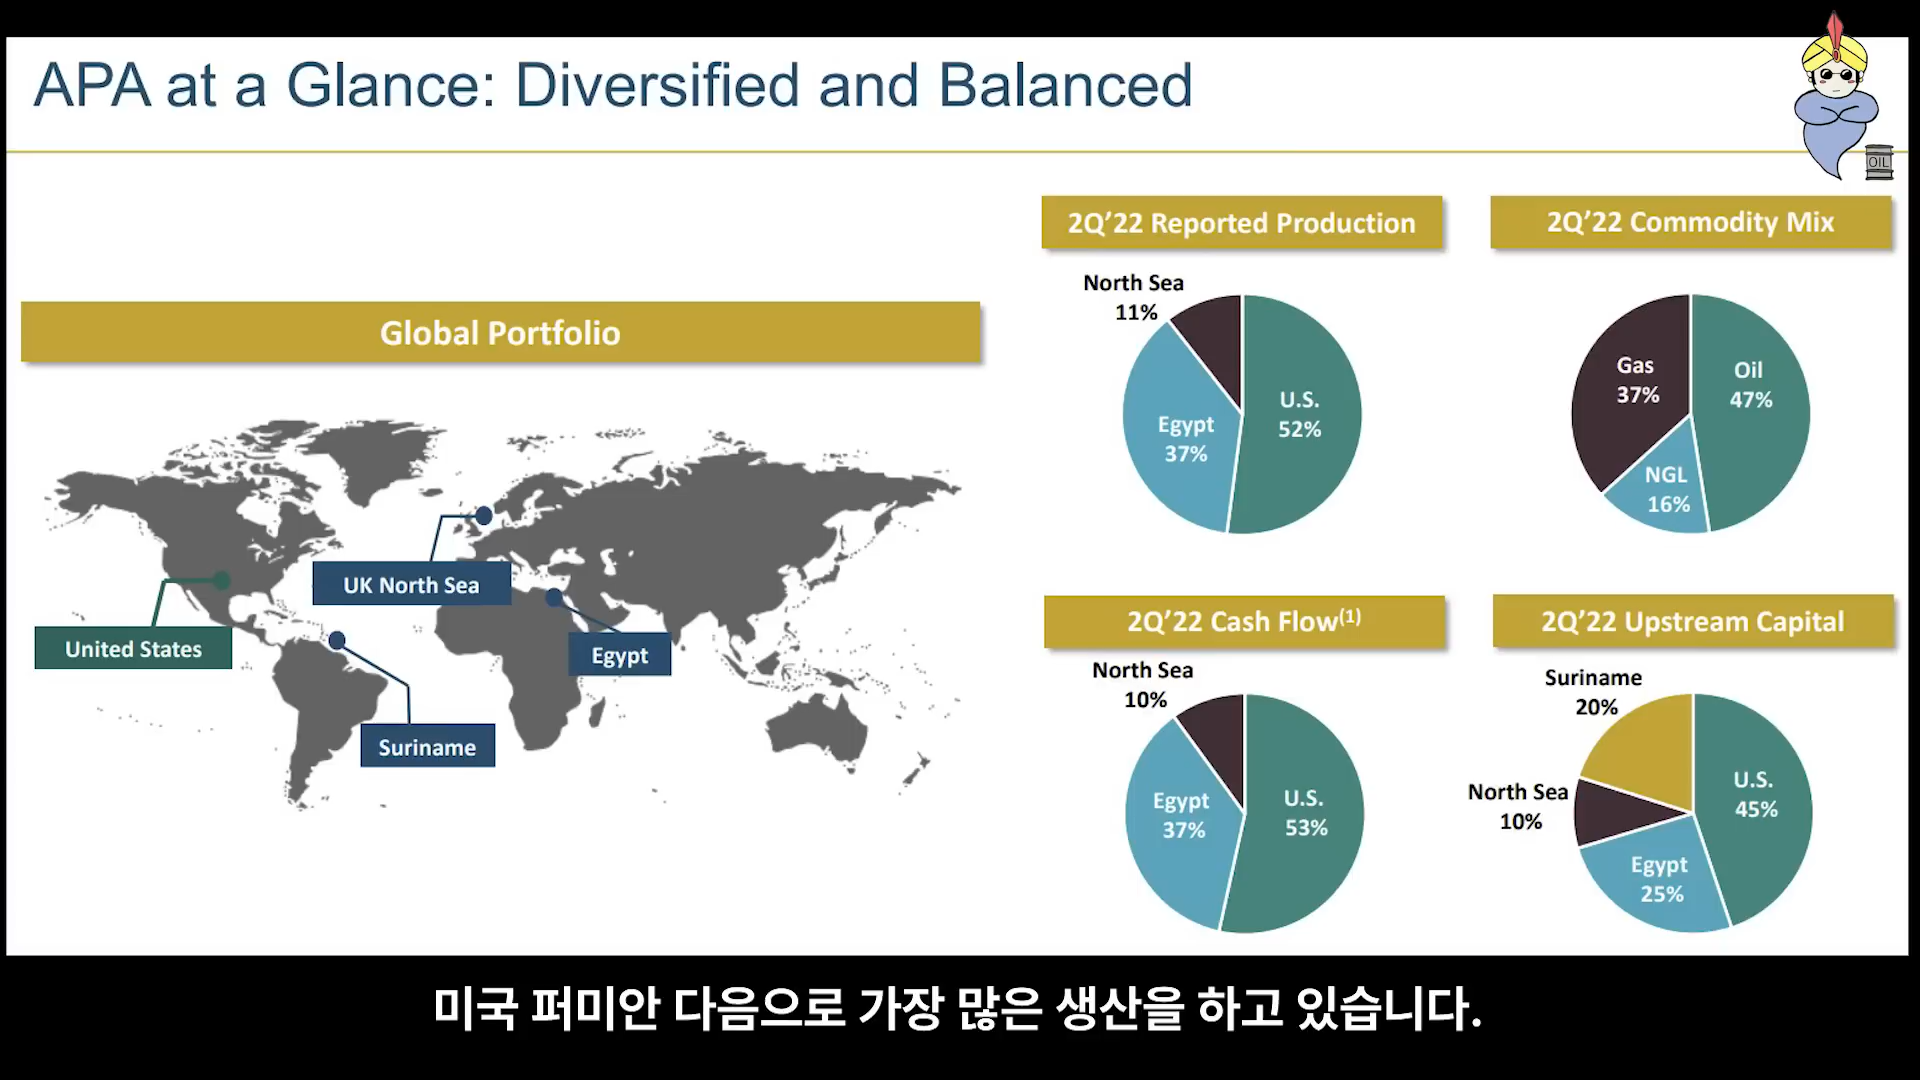 APA at a Glance: Diversified and Balanced
OIL
Global Portfolio
UK North Sea
United States
Egypt
Suriname
2Q’22 Reported Production
North Sea
11%
Egypt
37%
U.S.
52%
2Q’22 Commodity Mix
Gas
37%
Oil
47%
NGL
16%
2Q’22 Cash Flow(1)
North Sea
10%
Egypt
37%
U.S.
53%
2Q’22 Upstream Capital
Suriname
20%
North Sea
10%
U.S.
45%
Egypt
25%
미국 퍼미안 다음으로 가장 많은 생산을 하고 있습니다.